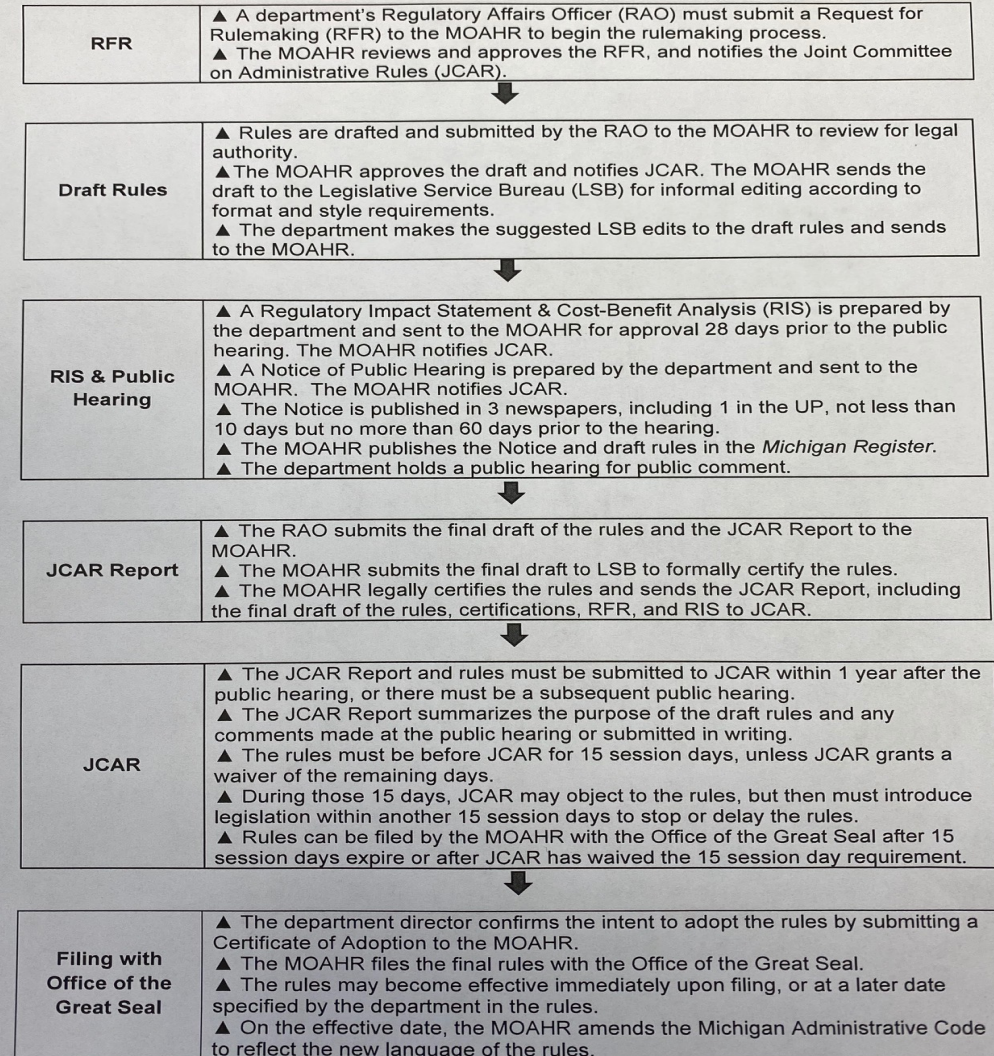 RFR
▲ A department's Regulatory Affairs Officer (RAO) must submit a Request for
Rulemaking (RFR) to the MOAHR to begin the rulemaking process.
▲ The MOAHR reviews and approves the RFR, and notifies the Joint Committee
on Administrative Rules (JCAR).
Draft Rules
▲ Rules are drafted and submitted by the RAO to the MOAHR to review for legal
authority.
▲The MOAHR approves the draft and notifies JCAR. The MOAHR sends the
draft to the Legislative Service Bureau (LSB) for informal editing according to
format and style requirements.
▲ The department makes the suggested LSB edits to the draft rules and sends
to the MOAHR.
RIS & Public
Hearing
▲ A Regulatory Impact Statement & Cost-Benefit Analysis (RIS) is prepared by
the department and sent to the MOAHR for approval 28 days prior to the public
hearing. The MOAHR notifies JCAR.
▲ A Notice of Public Hearing is prepared by the department and sent to the
MOAHR. The MOAHR notifies JCAR.
▲ The Notice is published in 3 newspapers, including 1 in the UP, not less than
10 days but no more than 60 days prior to the hearing.
▲ The MOAHR publishes the Notice and draft rules in the Michigan Register.
▲ The department holds a public hearing for public comment.
JCAR Report
▲ The RAO submits the final draft of the rules and the JCAR Report to the
MOAHR.
▲ The MOAHR submits the final draft to LSB to formally certify the rules.
▲ The MOAHR legally certifies the rules and sends the JCAR Report, including
the final draft of the rules, certifications, RFR, and RIS to JCAR.
JCAR
▲ The JCAR Report and rules must be submitted to JCAR within 1 year after the
public hearing, or there must be a subsequent public hearing.
▲ The JCAR Report summarizes the purpose of the draft rules and any
comments made at the public hearing or submitted in writing.
▲ The rules must be before JCAR for 15 session days, unless JCAR grants a
waiver of the remaining days.
▲ During those 15 days, JCAR may object to the rules, but then must introduce
legislation within another 15 session days to stop or delay the rules.
▲ Rules can be filed by the MOAHR with the Office of the Great Seal after 15
session days expire or after JCAR has waived the 15 session day requirement.
Filing with
Office of the
Great Seal
▲ The department director confirms the intent to adopt the rules by submitting a
Certificate of Adoption to the MOAHR.
▲ The MOAHR files the final rules with the Office of the Great Seal.
▲ The rules may become effective immediately upon filing, or at a later date
specified by the department in the rules.
▲ On the effective date, the MOAHR amends the Michigan Administrative Code
to reflect the new language of the rules.